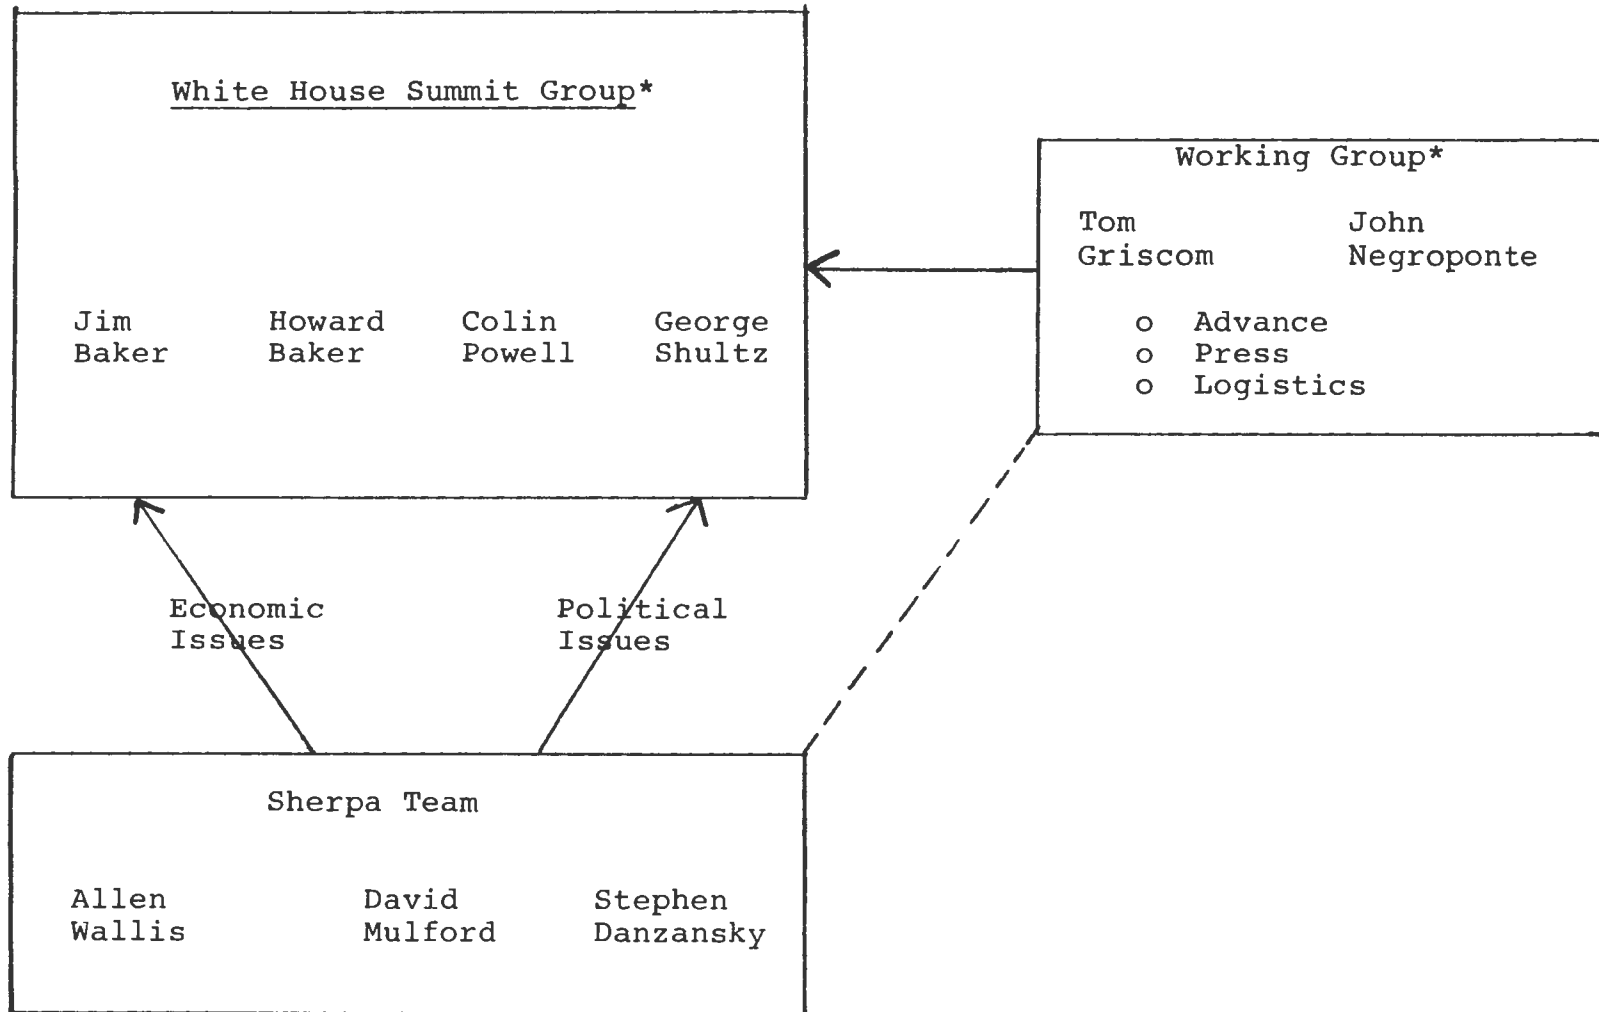 White House Summit Group*
Jim Howard Colin George
Baker Baker Powell Shultz
Working Group*
Tom John
Griscom Negroponte
o Advance
o Press
o Logistics
Economic Political
Issues Issues
Sherpa Team
Allen David Stephen
Wallis Mulford Danzansky